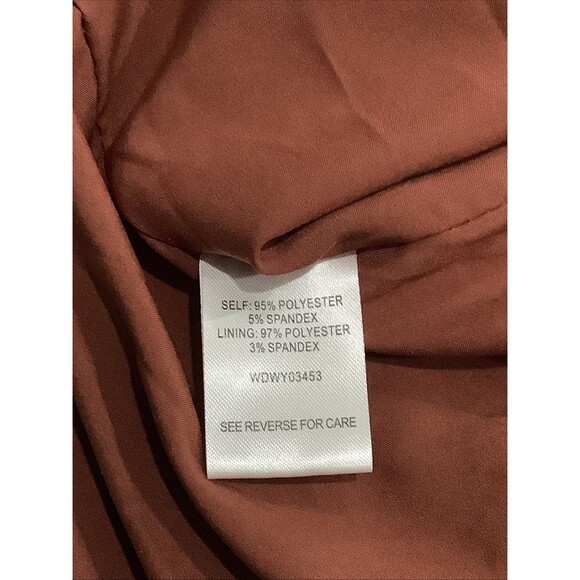 SELF: 95% POLYESTER
5% SPANDEX
LINING: 97% POLYESTER
3% SPANDEX
WDWY03453
SEE REVERSE FOR CARE